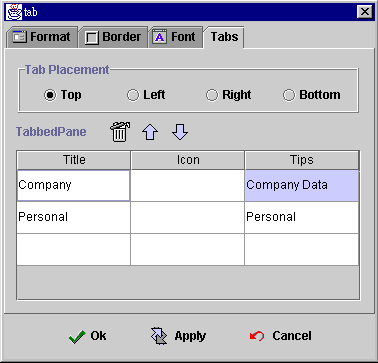 tab
Format Border Font Tabs
Tab Placement
Top Left Right Bottom
TabbedPane
Title Icon Tips
Company Company Data
Personal Personal
Ok Apply Cancel